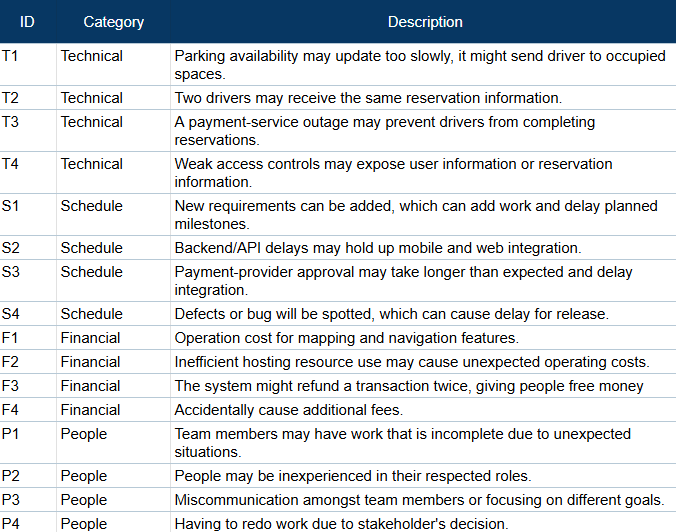 ID Category Description
T1 Technical Parking availability may update too slowly, it might send driver to occupied
spaces.
T2 Technical Two drivers may receive the same reservation information.
T3 Technical A payment-service outage may prevent drivers from completing
reservations.
T4 Technical Weak access controls may expose user information or reservation
information.
S1 Schedule New requirements can be added, which can add work and delay planned
milestones.
S2 Schedule Backend/API delays may hold up mobile and web integration.
S3 Schedule Payment-provider approval may take longer than expected and delay
integration.
S4 Schedule Defects or bug will be spotted, which can cause delay for release.
F1 Financial Operation cost for mapping and navigation features.
F2 Financial Inefficient hosting resource use may cause unexpected operating costs.
F3 Financial The system might refund a transaction twice, giving people free money
F4 Financial Accidentally cause additional fees.
P1 People Team members may have work that is incomplete due to unexpected
situations.
P2 People People may be inexperienced in their respected roles.
P3 People Miscommunication amongst team members or focusing on different goals.
P4 People Having to redo work due to stakeholder's decision.